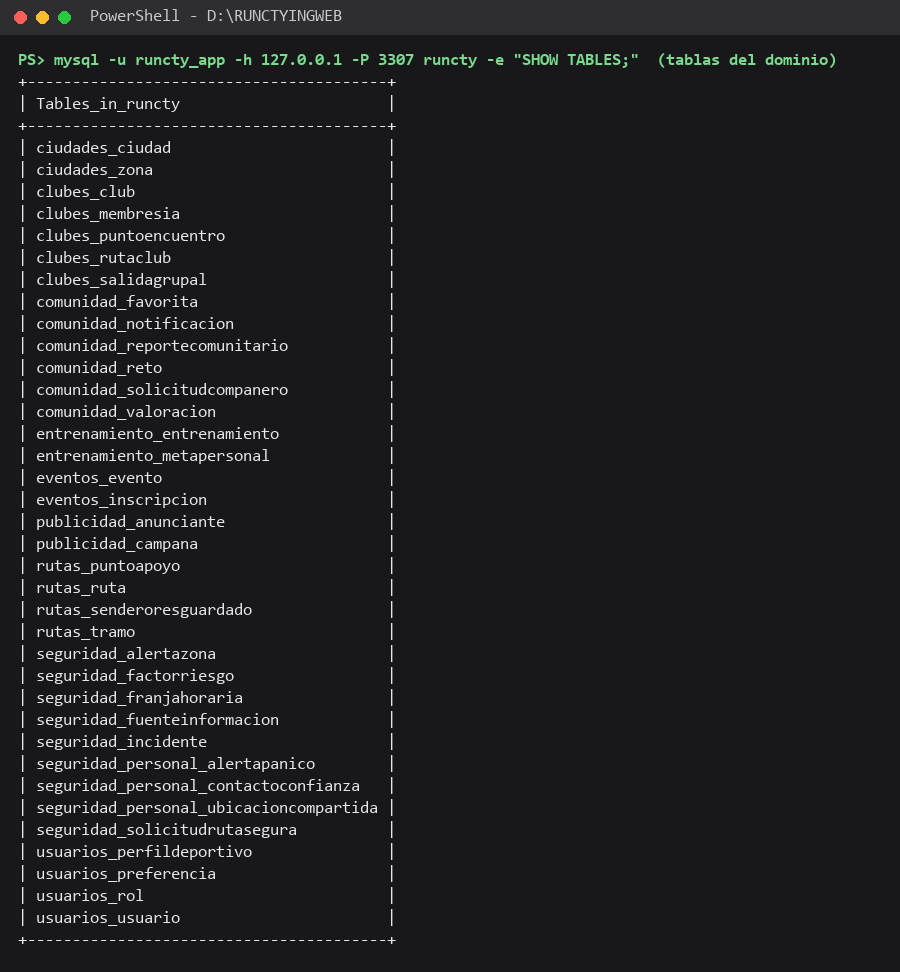 PowerShell - D:\RUNCTYINGWEB
PS> mysql -u runcty_app -h 127.0.0.1 -P 3307 runcty -e "SHOW TABLES;"  (tablas del dominio)
+----------------------------------------+
| Tables_in_runcty                       |
+----------------------------------------+
| ciudades_ciudad                        |
| ciudades_zona                          |
| clubes_club                            |
| clubes_membresia                       |
| clubes_puntoencuentro                  |
| clubes_rutaclub                        |
| clubes_salidagrupal                    |
| comunidad_favorita                     |
| comunidad_notificacion                 |
| comunidad_reportecomunitario           |
| comunidad_reto                         |
| comunidad_solicitudcompanero           |
| comunidad_valoracion                   |
| entrenamiento_entrenamiento            |
| entrenamiento_metapersonal             |
| eventos_evento                         |
| eventos_inscripcion                    |
| publicidad_anunciante                  |
| publicidad_campana                     |
| rutas_puntoapoyo                       |
| rutas_ruta                             |
| rutas_senderoresguardado               |
| rutas_tramo                            |
| seguridad_alertazona                   |
| seguridad_factorriesgo                 |
| seguridad_franjahoraria                |
| seguridad_fuenteinformacion            |
| seguridad_incidente                    |
| seguridad_personal_alertapanico        |
| seguridad_personal_contactoconfianza   |
| seguridad_personal_ubicacioncompartida |
| seguridad_solicitudrutasegura          |
| usuarios_perfildeportivo               |
| usuarios_preferencia                   |
| usuarios_rol                           |
| usuarios_usuario                       |
+----------------------------------------+